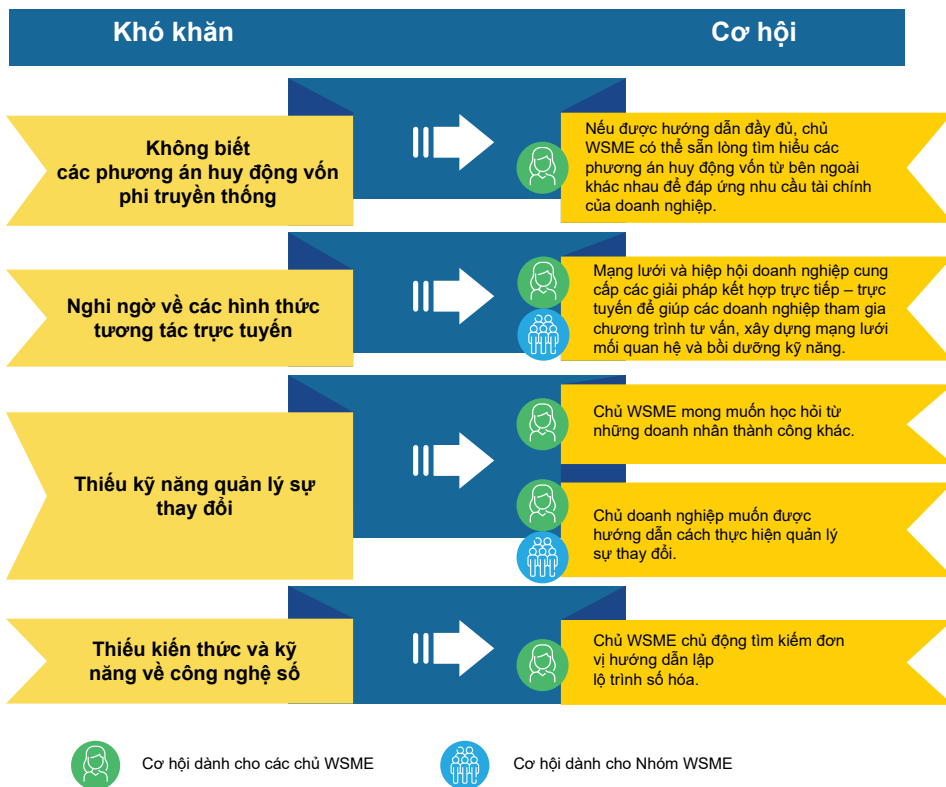 Khó khăn
Cơ hội
Không biết
các phương án huy động vốn
phi truyền thống
Nếu được hướng dẫn đầy đủ, chủ
WSME có thể sẵn lòng tìm hiểu các
phương án huy động vốn từ bên ngoài
khác nhau để đáp ứng nhu cầu tài chính
của doanh nghiệp.
Nghi ngờ về các hình thức
tương tác trực tuyến
Mạng lưới và hiệp hội doanh nghiệp cung
cấp các giải pháp kết hợp trực tiếp – trực
tuyến để giúp các doanh nghiệp tham gia
chương trình tư vấn, xây dựng mạng lưới
mối quan hệ và bồi dưỡng kỹ năng.
Thiếu kỹ năng quản lý sự
thay đổi
Chủ WSME mong muốn học hỏi từ
những doanh nhân thành công khác.
Chủ doanh nghiệp muốn được
hướng dẫn cách thực hiện quản lý
sự thay đổi.
Thiếu kiến thức và kỹ
năng về công nghệ số
Chủ WSME chủ động tìm kiếm đơn
vị hướng dẫn lập
lộ trình số hóa.
Cơ hội dành cho các chủ WSME
Cơ hội dành cho Nhóm WSME